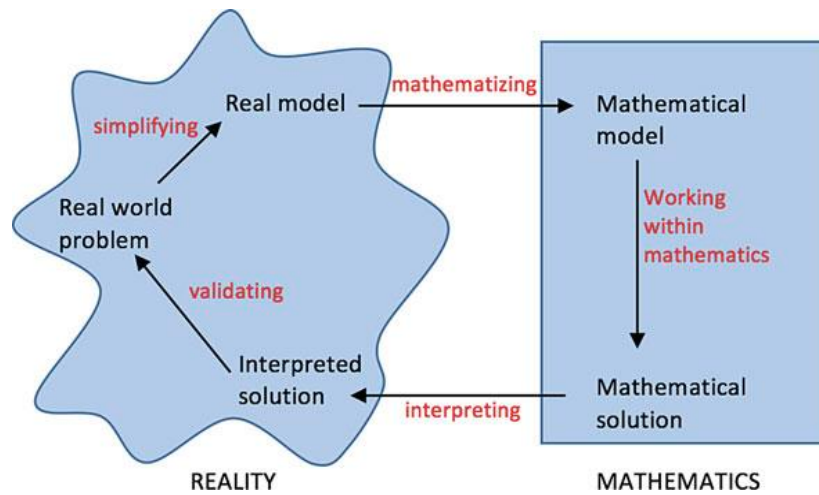 Real model
mathematizing
Mathematical
model
simplifying
Real world
problem
Working
within
mathematics
validating
Interpreted
solution
interpreting
Mathematical
solution
REALITY
MATHEMATICS